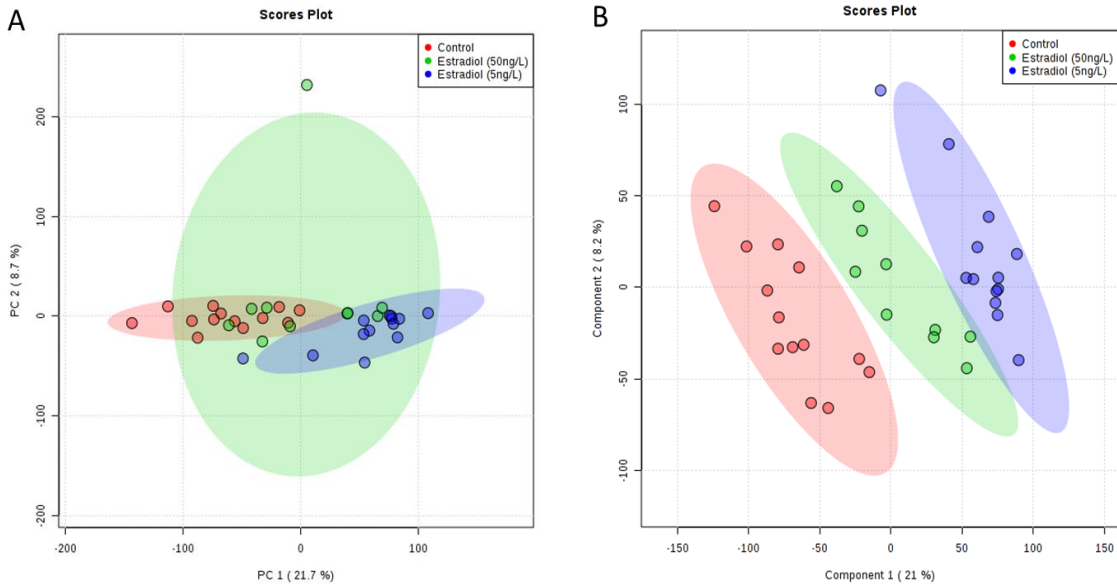 A
Scores Plot
Control
Estradiol (50ng/L)
Estradiol (5ng/L)
PC 2 ( 8.7 %)
200
100
0
-100
-200
-200
-100
0
100
PC 1 ( 21.7 %)
B
Scores Plot
Control
Estradiol (50ng/L)
Estradiol (5ng/L)
Component 2 ( 8.2 %)
100
50
0
-50
-100
-150
-100
-50
0
50
100
150
Component 1 ( 21 %)